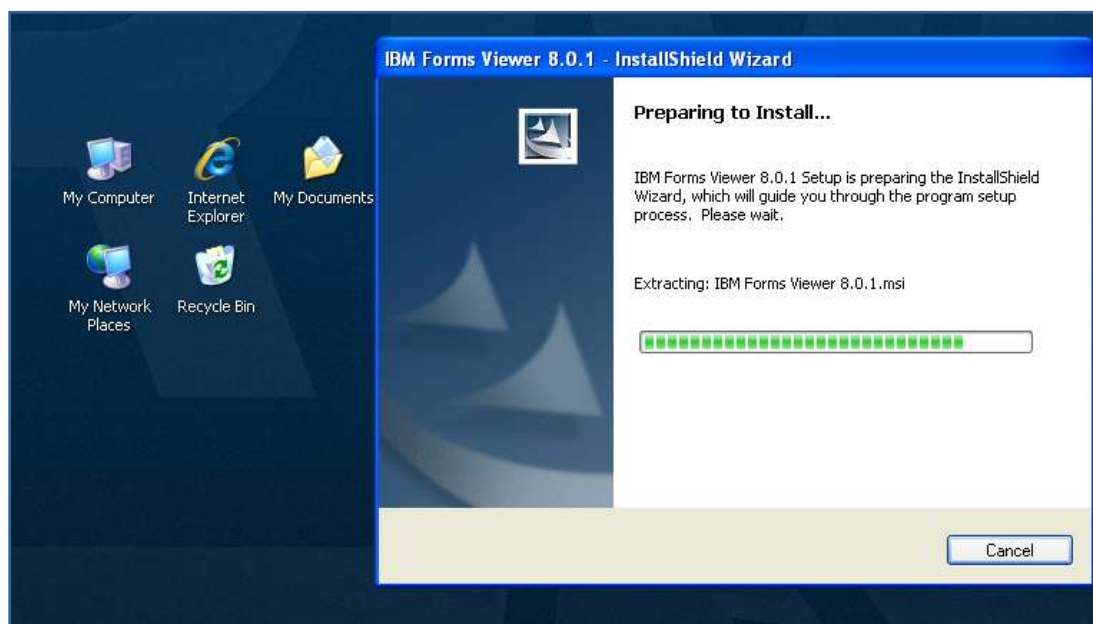 IBM Forms Viewer 8.0.1 - InstallShield Wizard
My Computer
Internet
Explorer
My Documents
My Network
Places
Recycle Bin
Preparing to Install...
IBM Forms Viewer 8.0.1 Setup is preparing the InstallShield
Wizard, which will guide you through the program setup
process.  Please wait.
Extracting: IBM Forms Viewer 8.0.1.msi
Cancel